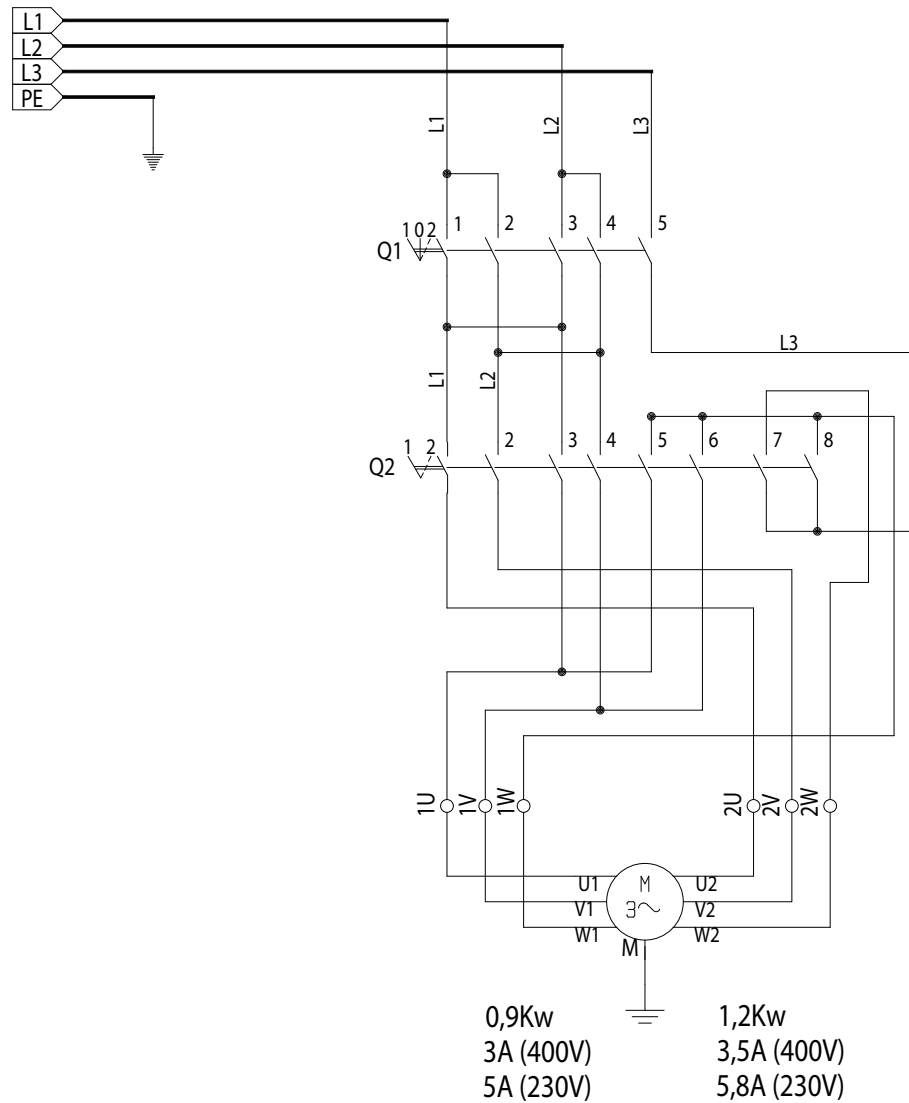 L1
L2
L3
PE
L1
L2
L3
1 0 2
1
2
3
4
5
Q1
L3
L1
L2
1 2
2
3
4
5
6
7
8
Q2
1U
1V
1W
2U
2V
2W
U1
M
U2
V1
3~
V2
W1
M
W2
0,9Kw
1,2Kw
3A (400V)
3,5A (400V)
5A (230V)
5,8A (230V)